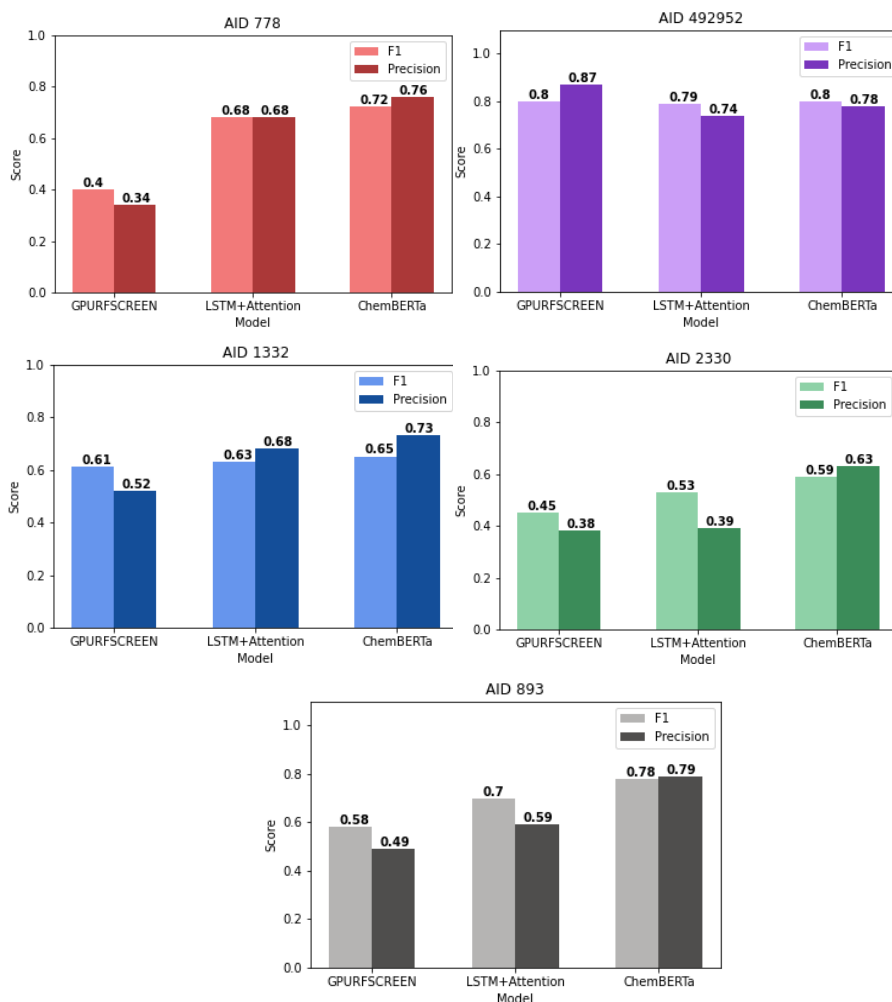 AID 778
F1
Precision
1.0
0.8
0.6
0.4
0.2
0.0
Score
0.4
0.34
0.68
0.68
0.72
0.76
GPURFSCREEN
LSTM+Attention
ChemBERTa
Model
AID 492952
F1
Precision
1.0
0.8
0.6
0.4
0.2
0.0
Score
0.8
0.87
0.79
0.74
0.8
0.78
GPURFSCREEN
LSTM+Attention
ChemBERTa
Model
AID 1332
F1
Precision
1.0
0.8
0.6
0.4
0.2
0.0
Score
0.61
0.52
0.63
0.68
0.65
0.73
GPURFSCREEN
LSTM+Attention
ChemBERTa
Model
AID 2330
F1
Precision
1.0
0.8
0.6
0.4
0.2
0.0
Score
0.45
0.38
0.53
0.39
0.59
0.63
GPURFSCREEN
LSTM+Attention
ChemBERTa
Model
AID 893
F1
Precision
1.0
0.8
0.6
0.4
0.2
0.0
Score
0.58
0.49
0.7
0.59
0.78
0.79
GPURFSCREEN
LSTM+Attention
ChemBERTa
Model